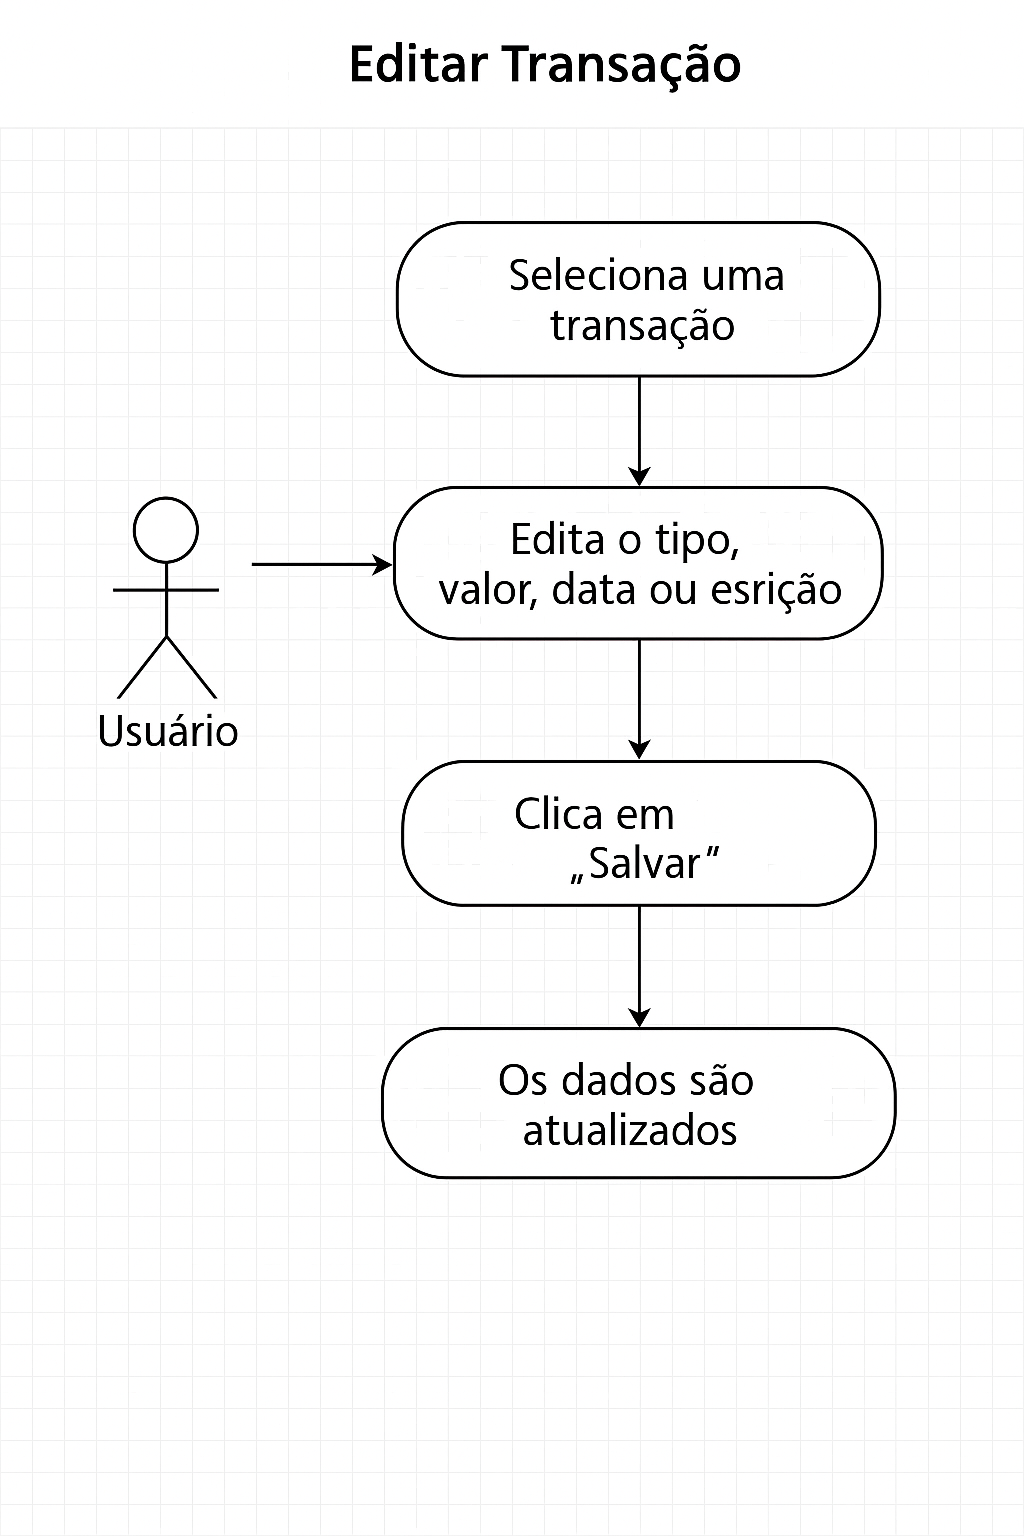 Editar Transação
Seleciona uma
transação
Edita o tipo,
valor, data ou esrição
Usuário
Clica em
„Salvar”
Os dados são
atualizados